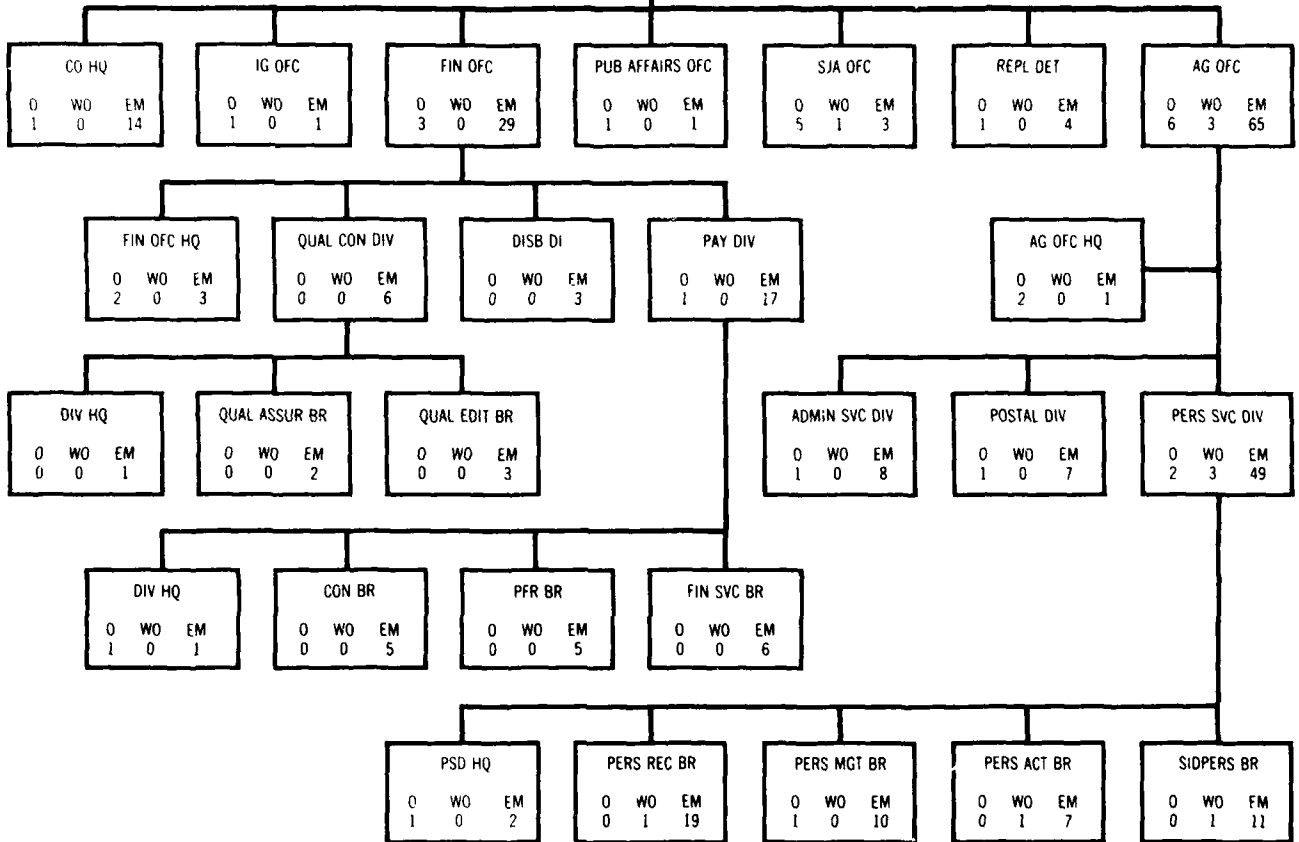 CO HQ
O WO EM
1 0 14
IG OFC
O WO EM
1 0 1
FIN OFC
O WO EM
3 0 29
PUB AFFAIRS OFC
O WO EM
1 0 1
SJA OFC
O WO EM
5 1 3
REPL DET
O WO EM
1 0 4
AG OFC
O WO EM
6 3 65
FIN OFC HQ
O WO EM
2 0 3
QUAL CON DIV
O WO EM
0 0 6
DISB DI
O WO EM
0 0 3
PAY DIV
O WO EM
1 0 17
AG OFC HQ
O WO EM
2 0 1
DIV HQ
O WO EM
0 0 1
QUAL ASSUR BR
O WO EM
0 0 2
QUAL EDIT BR
O WO EM
0 0 3
ADMIN SVC DIV
O WO EM
1 0 8
POSTAL DIV
O WO EM
1 0 7
PERS SVC DIV
O WO EM
2 3 49
DIV HQ
O WO EM
1 0 1
CON BR
O WO EM
0 0 5
PFR BR
O WO EM
0 0 5
FIN SVC BR
O WO EM
0 0 6
PSD HQ
O WO EM
1 0 2
PERS REC BR
O WO EM
0 1 19
PERS MGT BR
O WO EM
1 0 10
PERS ACT BR
O WO EM
0 1 7
SIDPERS BR
O WO EM
0 1 11